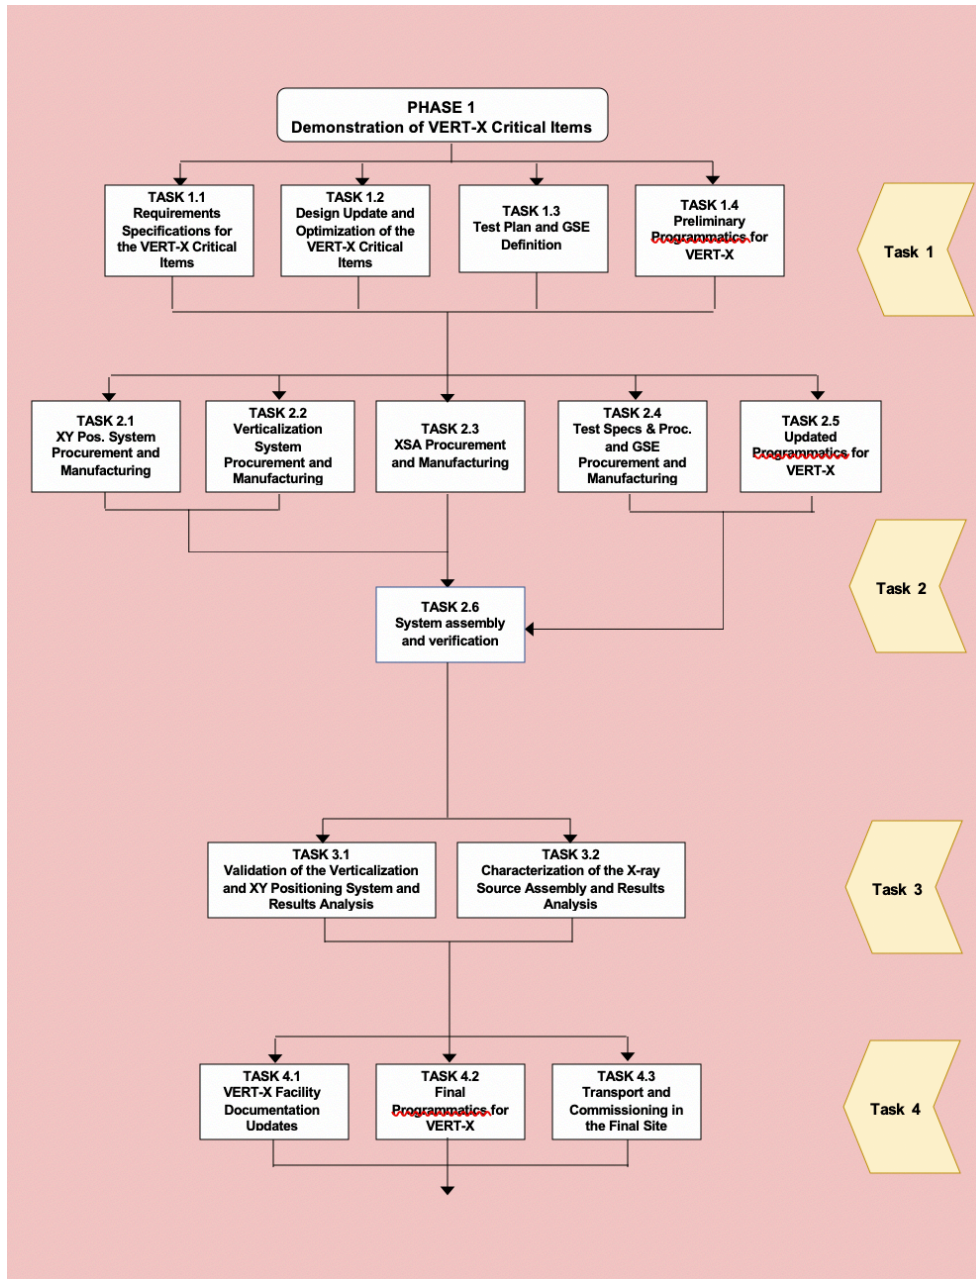 PHASE 1
Demonstration of VERT-X Critical Items
TASK 1.1
Requirements
Specifications for
the VERT-X Critical
Items
TASK 1.2
Design Update and
Optimization of the
VERT-X Critical
Items
TASK 1.3
Test Plan and GSE
Definition
TASK 1.4
Preliminary
Programmatics for
VERT-X
Task 1
TASK 2.1
XY Pos. System
Procurement and
Manufacturing
TASK 2.2
Verticalization
System
Procurement and
Manufacturing
TASK 2.3
XSA Procurement
and Manufacturing
TASK 2.4
Test Specs & Proc.
and GSE
Procurement and
Manufacturing
TASK 2.5
Updated
Programmatics for
VERT-X
Task 2
TASK 2.6
System assembly
and verification
TASK 3.1
Validation of the Verticalization
and XY Positioning System and
Results Analysis
TASK 3.2
Characterization of the X-ray
Source Assembly and Results
Analysis
Task 3
TASK 4.1
VERT-X Facility
Documentation
Updates
TASK 4.2
Final
Programmatics for
VERT-X
TASK 4.3
Transport and
Commissioning in
the Final Site
Task 4